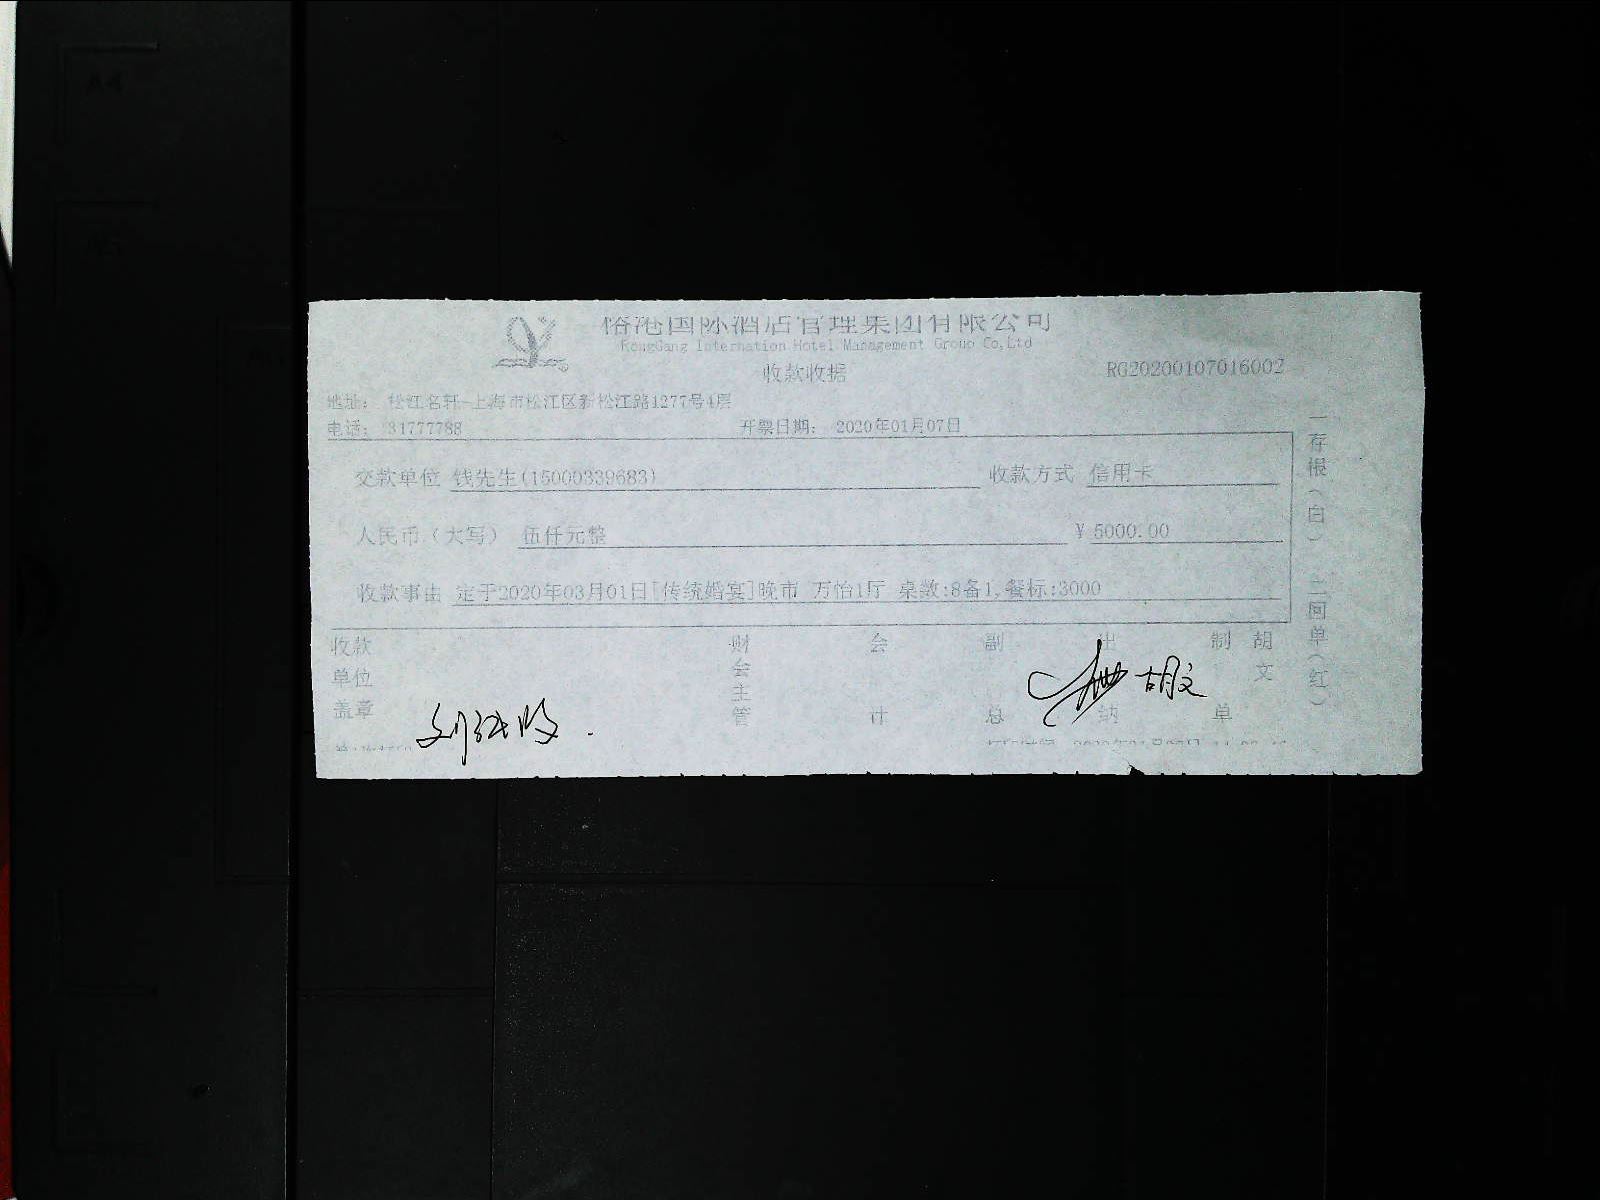 国际酒店管理集团有限公司
RongGang Internation Hotel Management Group Co,Ltd
收款收据
RG20200107016002
地址： 松江名轩-上海市松江区新松江路1277号4层
电话： 31777788 开票日期： 2020年01月07日
交款单位 钱先生(15000339683) 收款方式 信用卡
人民币（大写） 伍仟元整 ¥ 5000.00
收款事由 定于2020年03月01日[传统婚宴]晚市 万怡1厅 桌数:8备1,餐标:3000
收款单位盖章 财会主管 会计 副总 出纳 制单 胡文
胡文
一存根（白） 二回单（红）